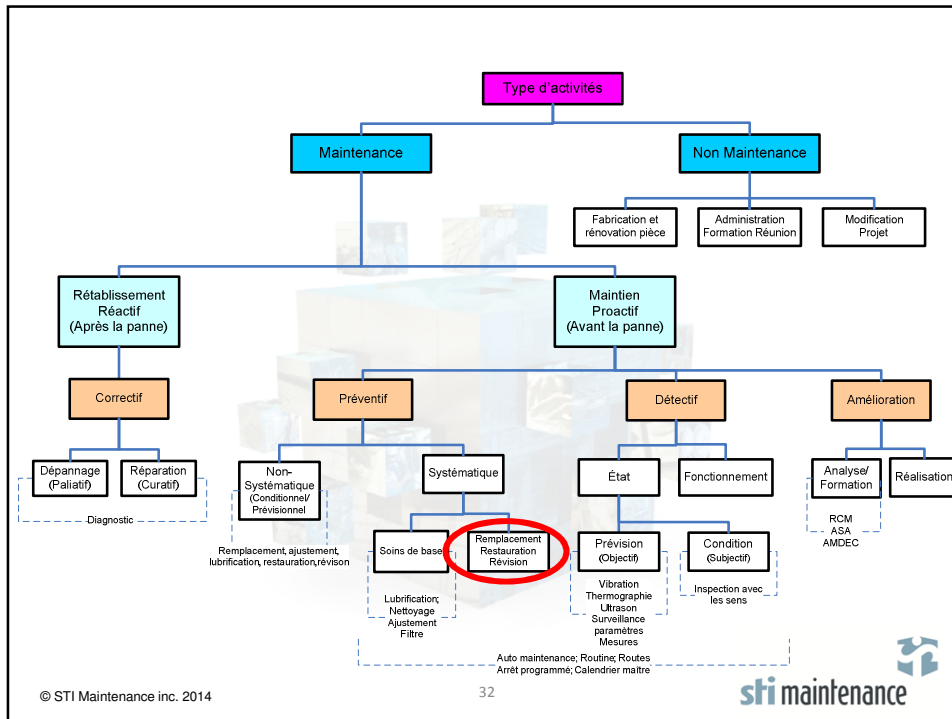 Type d'activités
Maintenance
Non Maintenance
Fabrication et
rénovation pièce
Administration
Formation Réunion
Modification
Projet
Rétablissement
Réactif
(Après la panne)
Maintien
Proactif
(Avant la panne)
Correctif
Préventif
Détectif
Amélioration
Dépannage
(Paliatif)
Réparation
(Curatif)
Non-
Systématique
(Conditionnel/
Prévisionnel)
Systématique
État
Fonctionnement
Analyse/
Formation
Réalisation
Diagnostic
Remplacement, ajustement,
lubrification, restauration,révison
Soins de base
Remplacement
Restauration
Révision
Prévision
(Objectif)
Condition
(Subjectif)
RCM
ASA
AMDEC
Lubrification;
Nettoyage
Ajustement
Filtre
Vibration
Thermographie
Ultrason
Surveillance
paramètres
Mesures
Inspection avec
les sens
Auto maintenance; Routine; Routes
Arrêt programmé; Calendrier maître
© STI Maintenance inc. 2014
32
sti maintenance